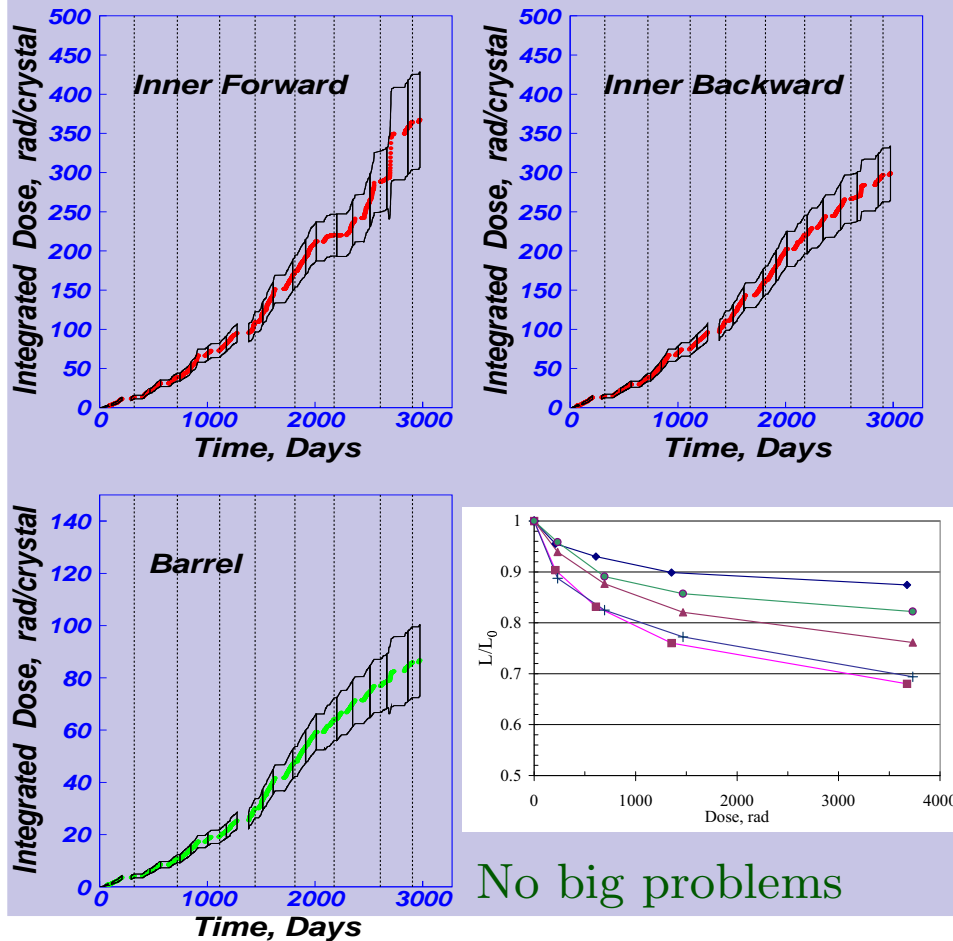 500
450
400
350
300
250
200
150
100
50
0
Inner Forward
Integrated Dose, rad/crystal
0 1000 2000 3000
Time, Days
500
450
400
350
300
250
200
150
100
50
0
Inner Backward
Integrated Dose, rad/crystal
0 1000 2000 3000
Time, Days
140
120
100
80
60
40
20
0
Barrel
Integrated Dose, rad/crystal
0 1000 2000 3000
Time, Days
1
0.9
0.8
0.7
0.6
0.5
L/L0
0 1000 2000 3000 4000
Dose, rad
No big problems